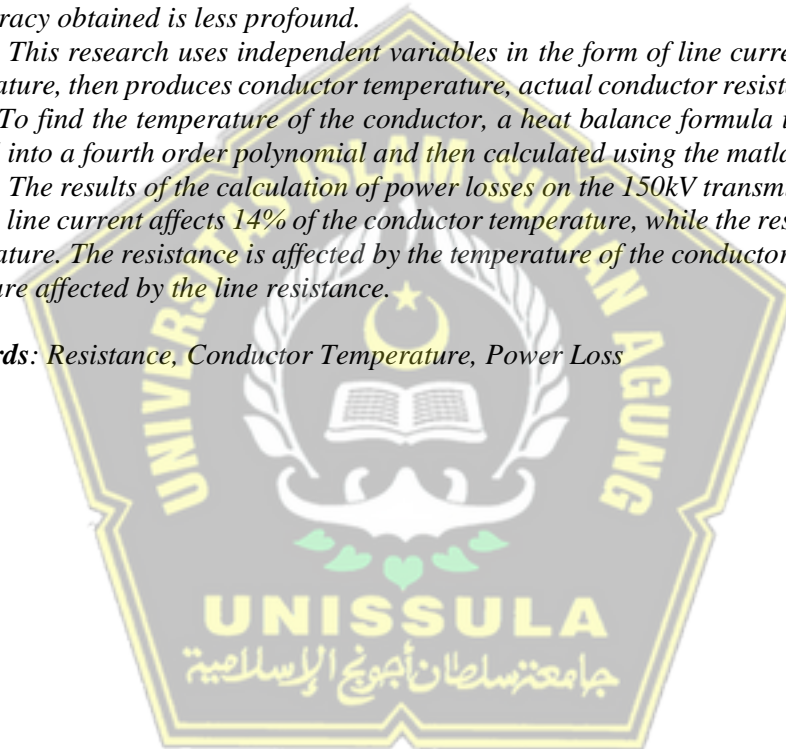 racy obtained is less profound.
This research uses independent variables in the form of line curre
ature, then produces conductor temperature, actual conductor resista
To find the temperature of the conductor, a heat balance formula i
into a fourth order polynomial and then calculated using the matla
The results of the calculation of power losses on the 150kV transm
line current affects 14% of the conductor temperature, while the res
ature. The resistance is affected by the temperature of the conductor
re affected by the line resistance.
rds: Resistance, Conductor Temperature, Power Loss
UNIVERSITAS ISLAM SULTAN AGUNG
UNISSULA
جامعة سلطان أجونج الإسلامية